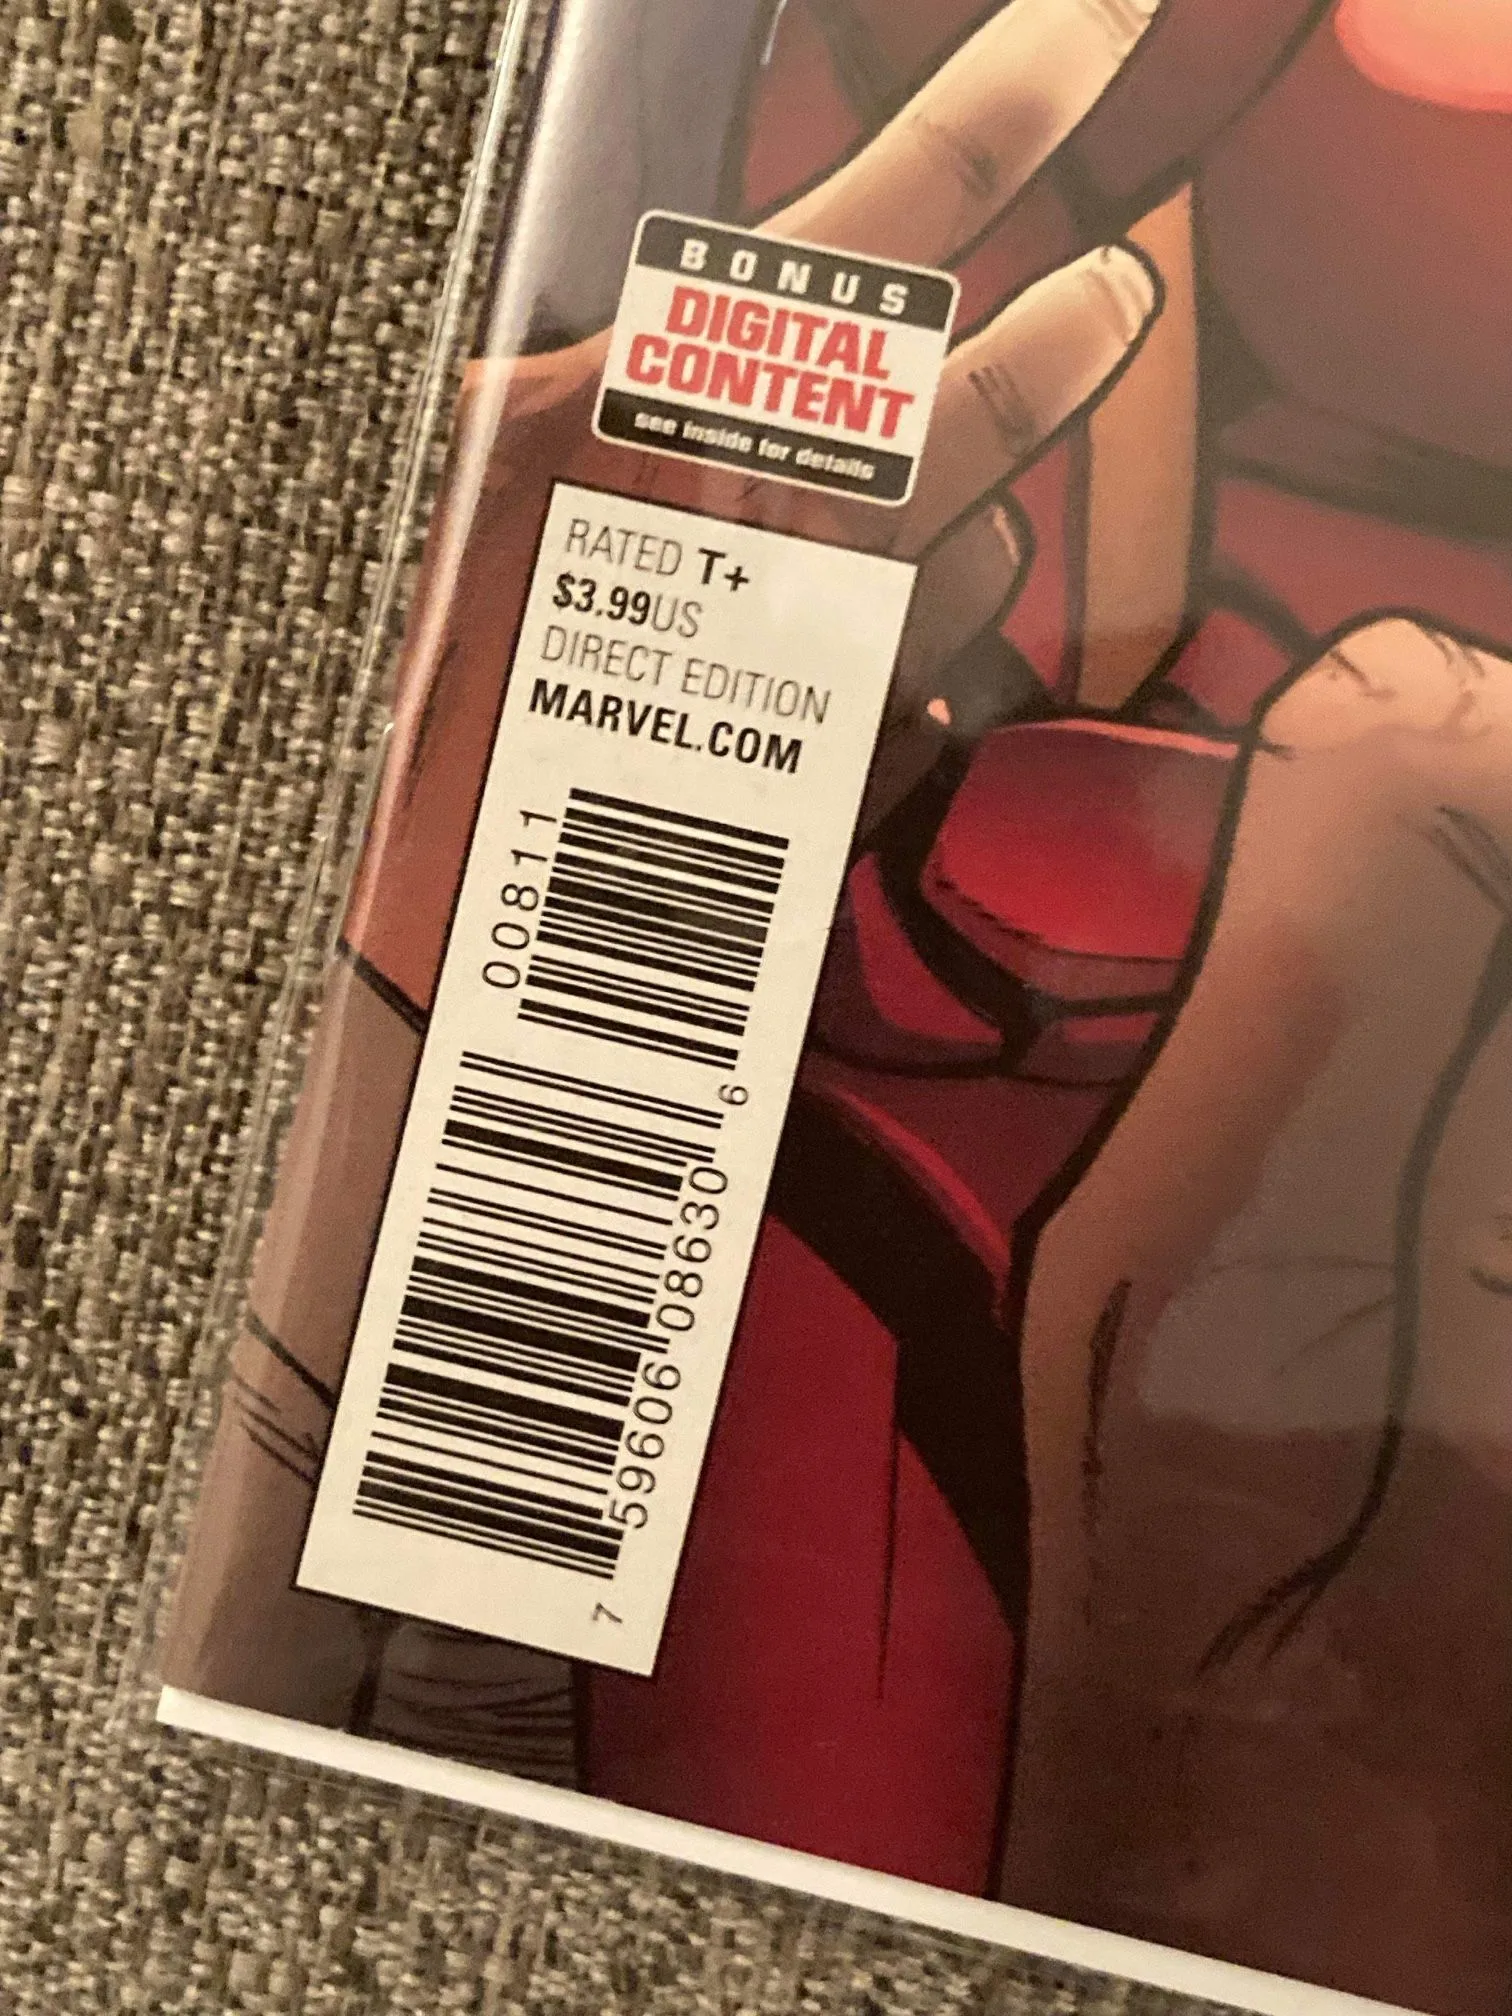 BONUS
DIGITAL
CONTENT
see inside for details
RATED T+
$3.99US
DIRECT EDITION
MARVEL.COM
00811
7 59606 08630 6